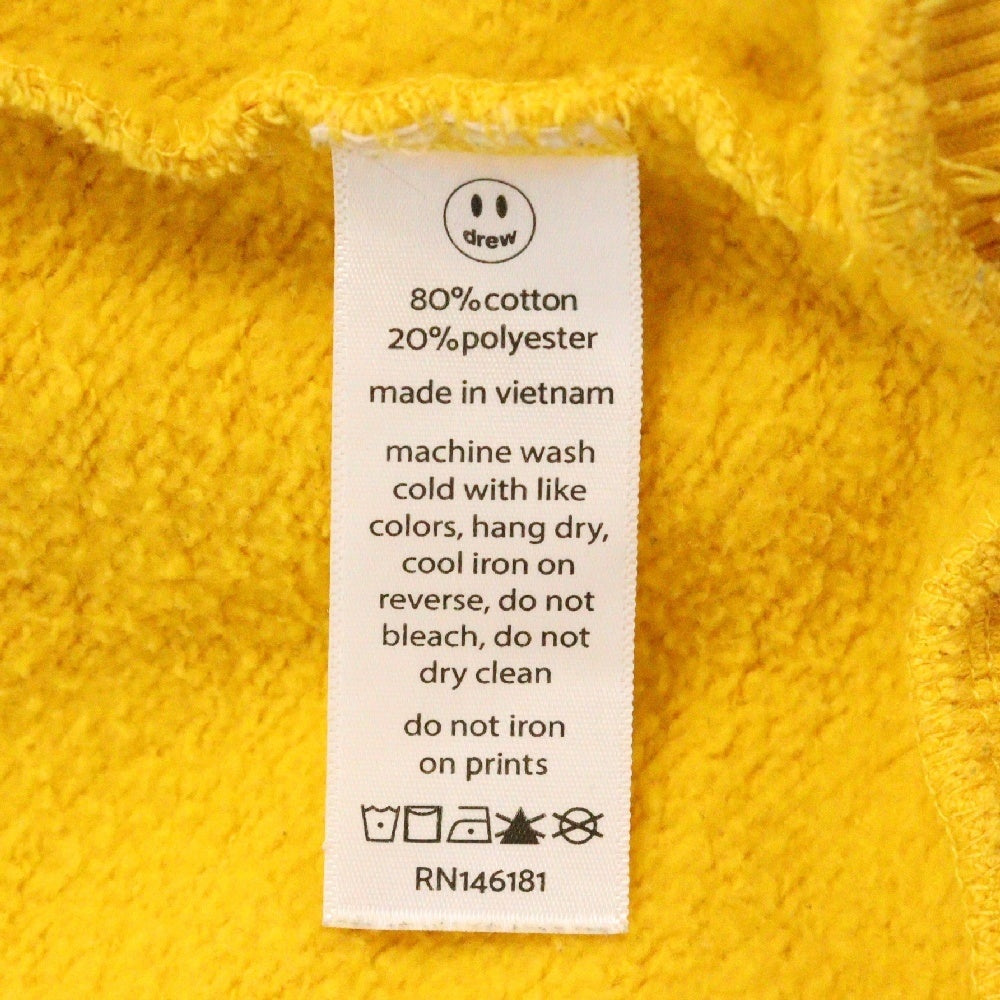 drew
80% cotton
20% polyester
made in vietnam
machine wash
cold with like
colors, hang dry,
cool iron on
reverse, do not
bleach, do not
dry clean
do not iron
on prints
RN146181